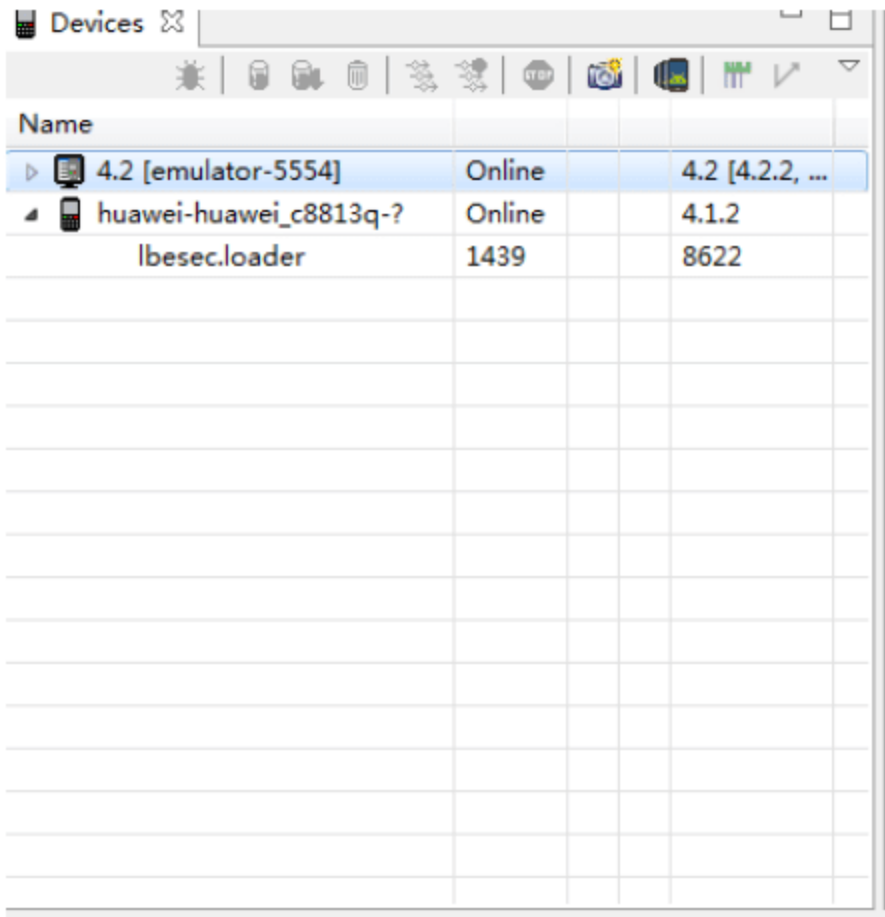 Devices
STOP
Name
4.2 [emulator-5554] Online 4.2 [4.2.2, ...
huawei-huawei_c8813q-? Online 4.1.2
lbesec.loader 1439 8622